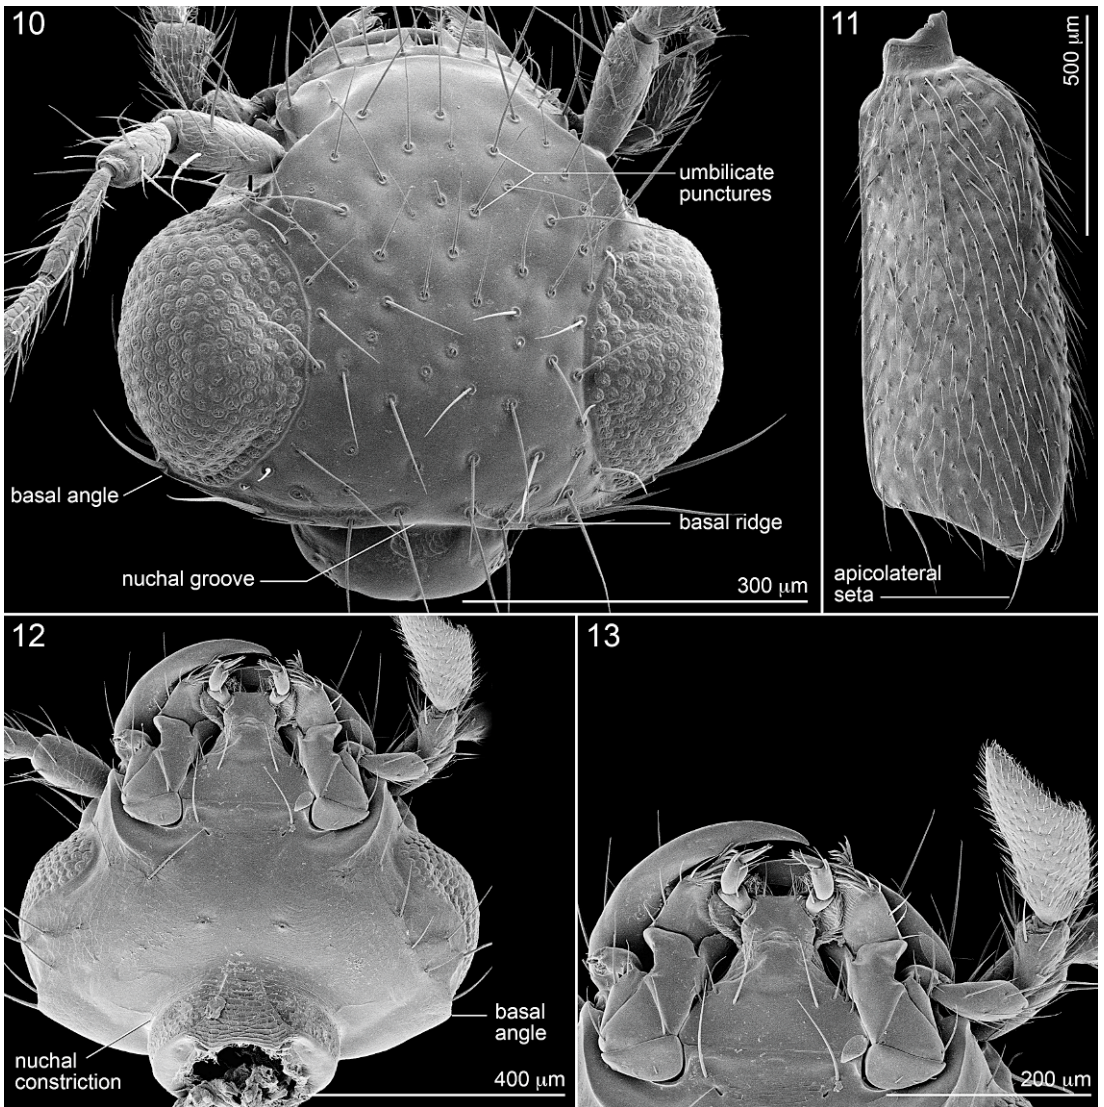 10
umbilicate
punctures
basal angle
basal ridge
nuchal groove
300 µm
11
500 µm
apicolateral
seta
12
nuchal
constriction
basal
angle
400 µm
13
200 µm